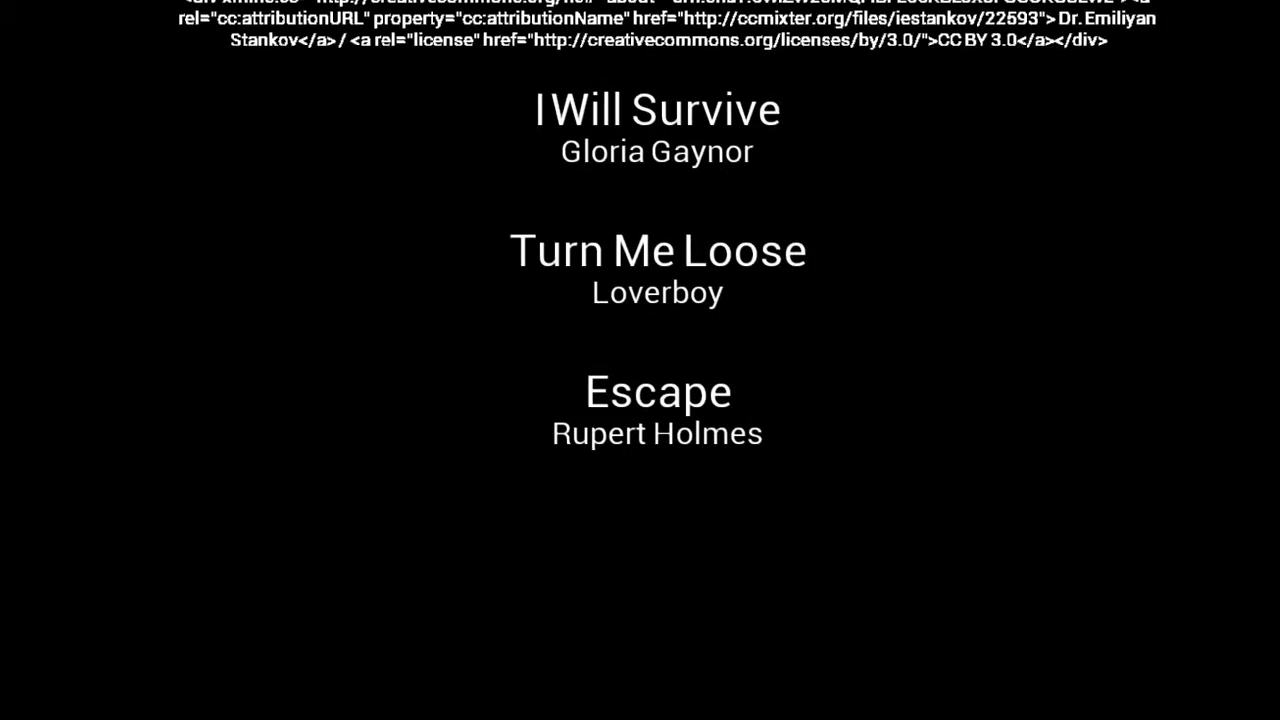 rel="cc:attributionURL" property="cc:attributionName" href="http://ccmixter.org/files/iestankov/22593"> Dr. Emiliyan
Stankov</a> / <a rel="license" href="http://creativecommons.org/licenses/by/3.0/">CC BY 3.0</a></div>
I Will Survive
Gloria Gaynor
Turn Me Loose
Loverboy
Escape
Rupert Holmes